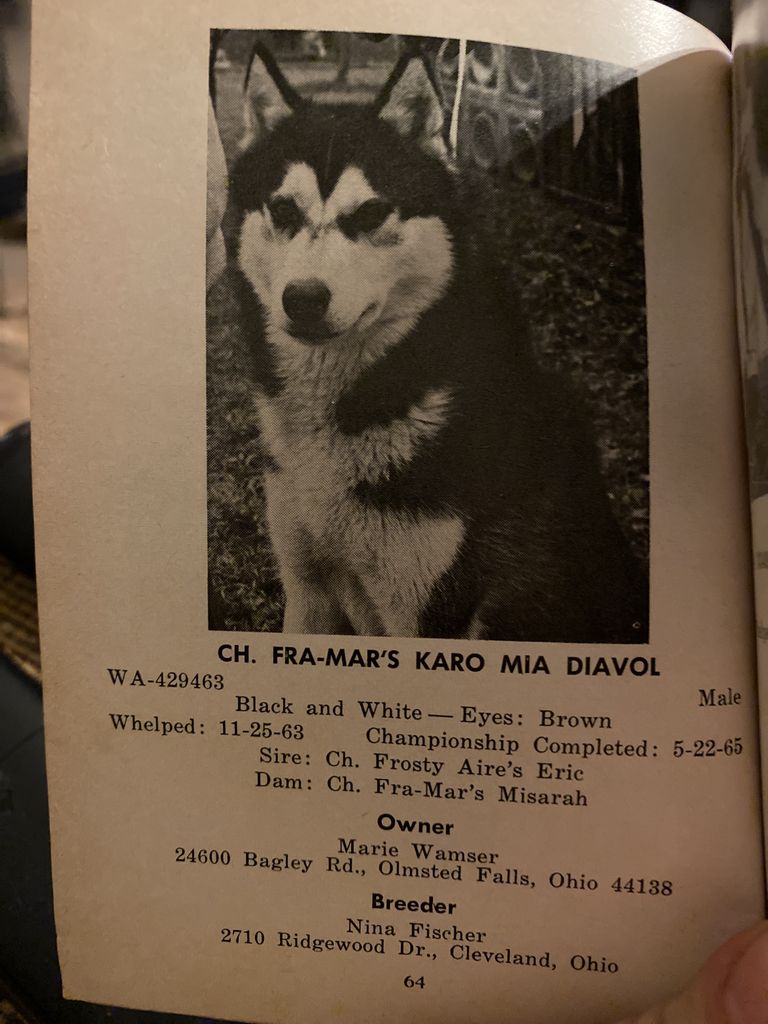 CH. FRA-MAR'S KARO MiA DIAVOL
WA-429463 Male
Black and White — Eyes: Brown
Whelped: 11-25-63 Championship Completed: 5-22-65
Sire: Ch. Frosty Aire's Eric
Dam: Ch. Fra-Mar's Misarah
Owner
Marie Wamser
24600 Bagley Rd., Olmsted Falls, Ohio 44138
Breeder
Nina Fischer
2710 Ridgewood Dr., Cleveland, Ohio
64